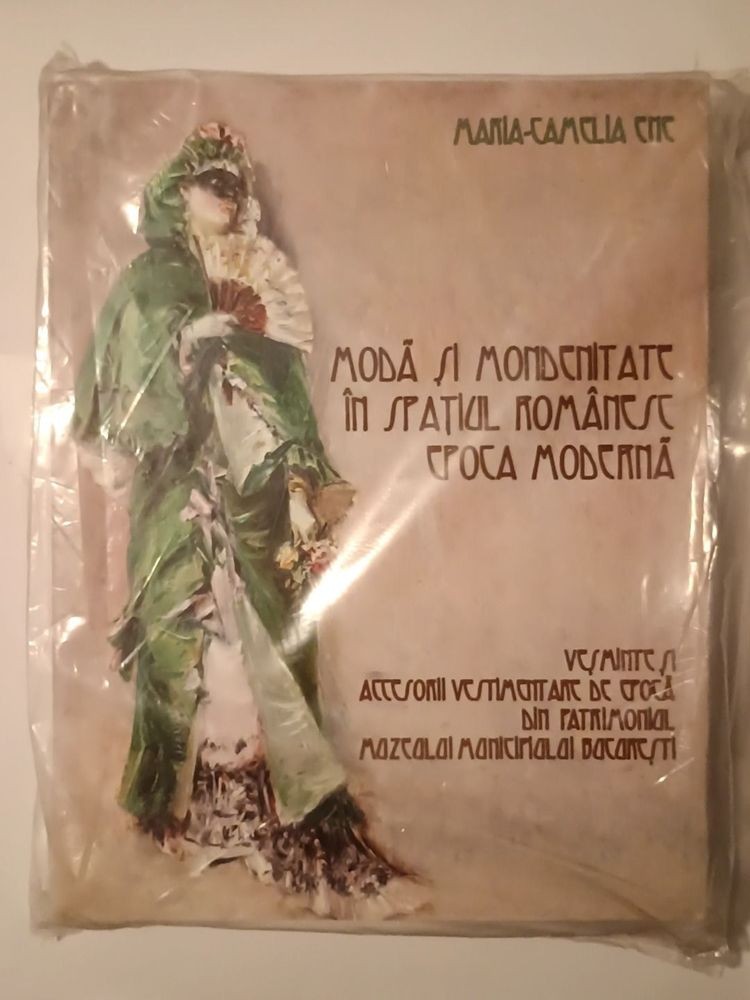 MARIA-CAMELIA ENE
MODĂ ȘI MONDENITATE
ÎN SPAȚIUL ROMÂNESC
EPOCA MODERNĂ
VEȘMINTE ȘI
ACCESORII VESTIMENTARE DE EPOCĂ
DIN PATRIMONIUL
MUZEULUI MUNICIPIULUI BUCUREȘTI